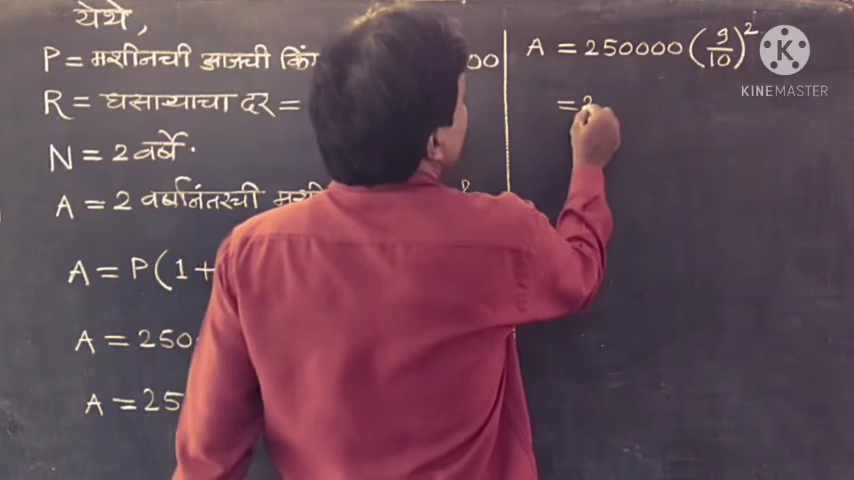 येथे,
P = मशीनची आजची 00
R = घसाऱ्याचा दर =
N = 2 वर्षे.
A = 2 वर्षानंतरची
A = P(1+
A = 250
A = 25
A = 250000 (9/10)²
=
KINEMASTER